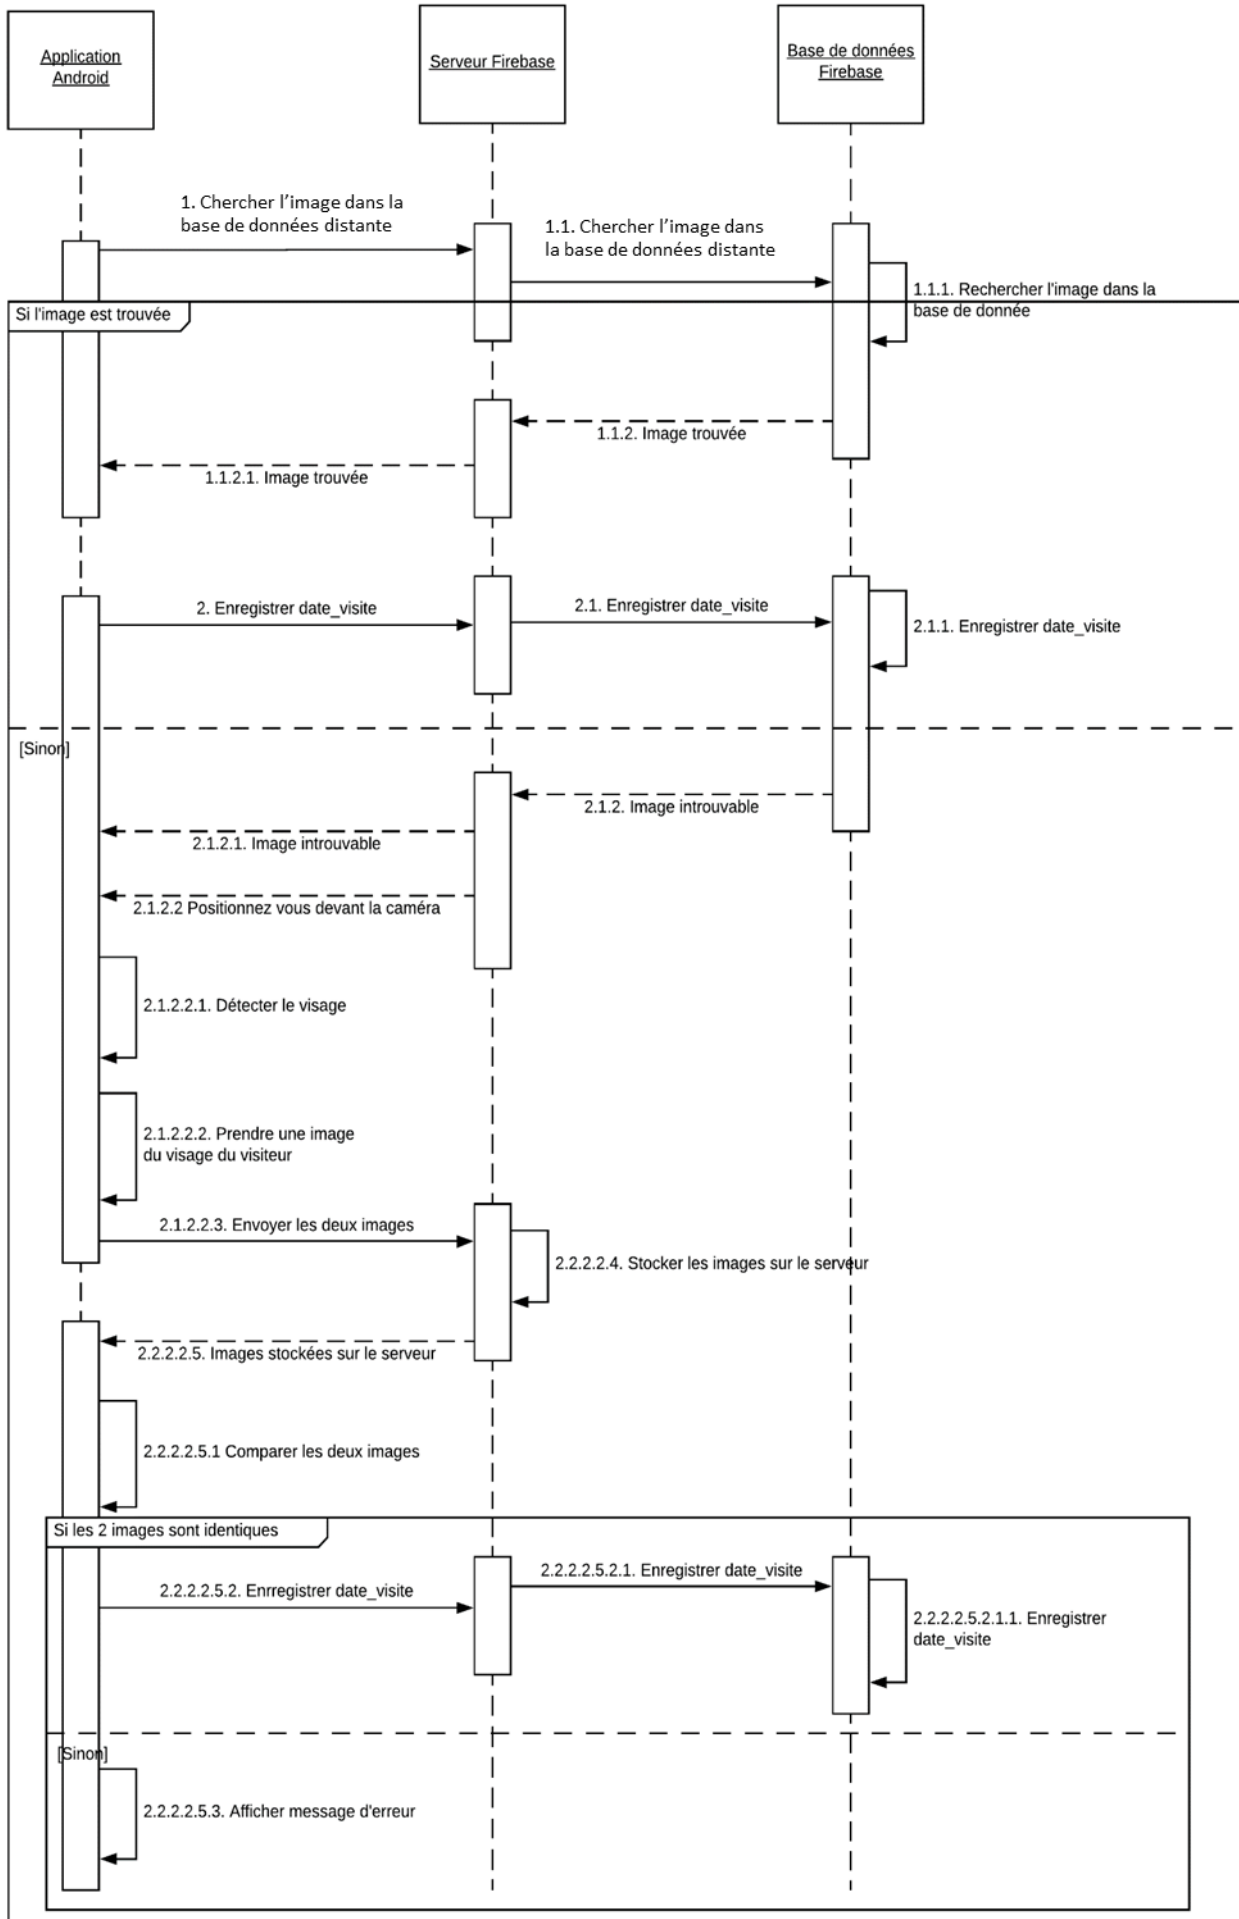 Application
Android
Serveur Firebase
Base de données
Firebase
1. Chercher l’image dans la
base de données distante
1.1. Chercher l’image dans
la base de données distante
1.1.1. Rechercher l'image dans la
base de donnée
Si l'image est trouvée
1.1.2. Image trouvée
1.1.2.1. Image trouvée
2. Enregistrer date_visite
2.1. Enregistrer date_visite
2.1.1. Enregistrer date_visite
[Sinon]
2.1.2. Image introuvable
2.1.2.1. Image introuvable
2.1.2.2 Positionnez vous devant la caméra
2.1.2.2.1. Détecter le visage
2.1.2.2.2. Prendre une image
du visage du visiteur
2.1.2.2.3. Envoyer les deux images
2.2.2.2.4. Stocker les images sur le serveur
2.2.2.2.5. Images stockées sur le serveur
2.2.2.2.5.1 Comparer les deux images
Si les 2 images sont identiques
2.2.2.2.5.2. Enrregistrer date_visite
2.2.2.2.5.2.1. Enregistrer date_visite
2.2.2.2.5.2.1.1. Enregistrer
date_visite
[Sinon]
2.2.2.2.5.3. Afficher message d'erreur